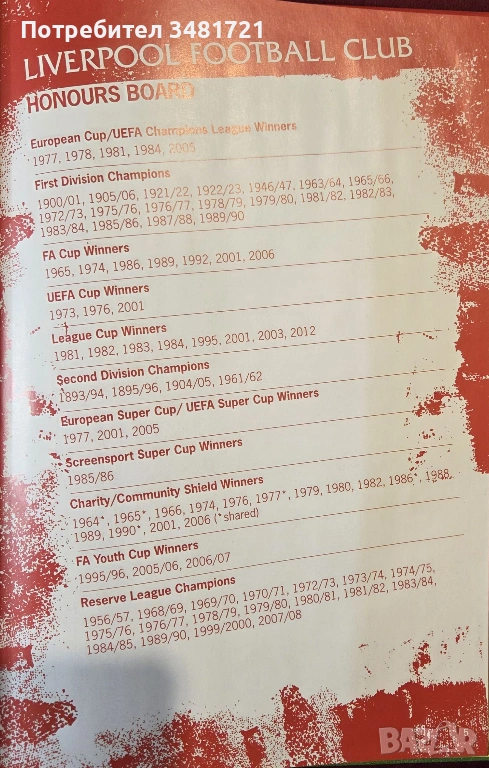 Потребител 3481721
LIVERPOOL FOOTBALL CLUB
HONOURS BOARD
European Cup/UEFA Champions League Winners
1977, 1978, 1981, 1984, 2005
First Division Champions
1900/01, 1905/06, 1921/22, 1922/23, 1946/47, 1963/64, 1965/66,
1972/73, 1975/76, 1976/77, 1978/79, 1979/80, 1981/82, 1982/83,
1983/84, 1985/86, 1987/88, 1989/90
FA Cup Winners
1965, 1974, 1986, 1989, 1992, 2001, 2006
UEFA Cup Winners
1973, 1976, 2001
League Cup Winners
1981, 1982, 1983, 1984, 1995, 2001, 2003, 2012
Second Division Champions
1893/94, 1895/96, 1904/05, 1961/62
European Super Cup/ UEFA Super Cup Winners
1977, 2001, 2005
Screensport Super Cup Winners
1985/86
Charity/Community Shield Winners
1964*, 1965*, 1966, 1974, 1976, 1977*, 1979, 1980, 1982, 1986*, 1988,
1989, 1990*, 2001, 2006 (*shared)
FA Youth Cup Winners
1995/96, 2005/06, 2006/07
Reserve League Champions
1956/57, 1968/69, 1969/70, 1970/71, 1972/73, 1973/74, 1974/75,
1975/76, 1976/77, 1978/79, 1979/80, 1980/81, 1981/82, 1983/84,
1984/85, 1989/90, 1999/2000, 2007/08
BAZAR